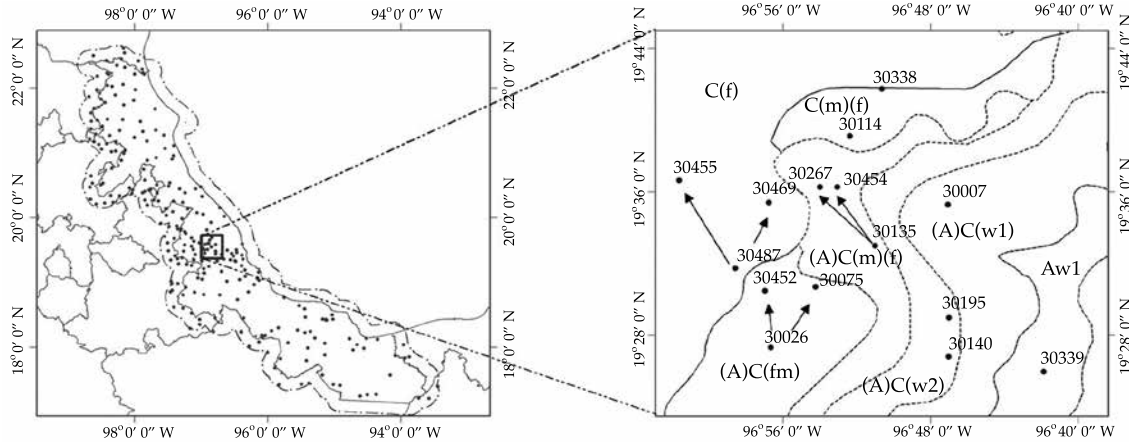 98°0′0″ W 96°0′0″ W 94°0′0″ W
22°0′0″ N
20°0′0″ N
18°0′0″ N
22°0′0″ N
20°0′0″ N
18°0′0″ N
98°0′0″ W 96°0′0″ W 94°0′0″ W
96°56′0″ W 96°48′0″ W 96°40′0″ W
19°44′0″ N
19°36′0″ N
19°28′0″ N
19°44′0″ N
19°36′0″ N
19°28′0″ N
30338
C(f)
C(m)(f)
30114
30455
30267
30454
30469
30007
(A)C(w1)
30135
30487
(A)C(m)(f)
Aw1
30452
30075
30195
30026
30140
30339
(A)C(fm)
(A)C(w2)
96°56′0″ W 96°48′0″ W 96°40′0″ W